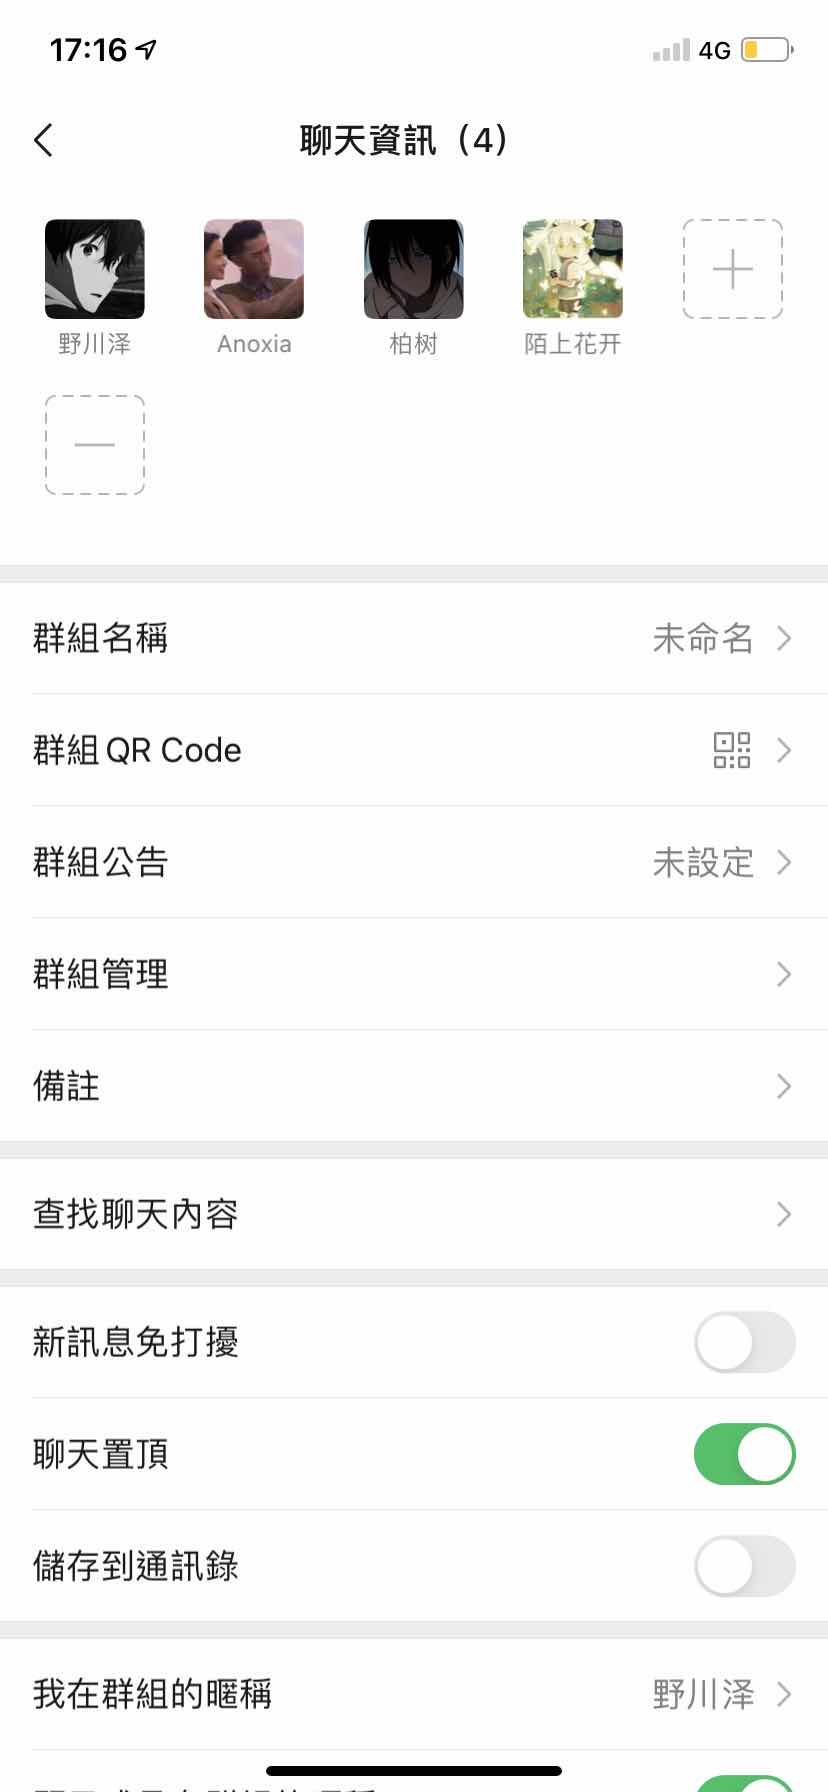 17:16
4G
聊天資訊（4）
野川泽
Anoxia
柏树
陌上花开
群組名稱
未命名
群組QR Code
群組公告
未設定
群組管理
備註
查找聊天內容
新訊息免打擾
聊天置頂
儲存到通訊錄
我在群組的暱稱
野川泽